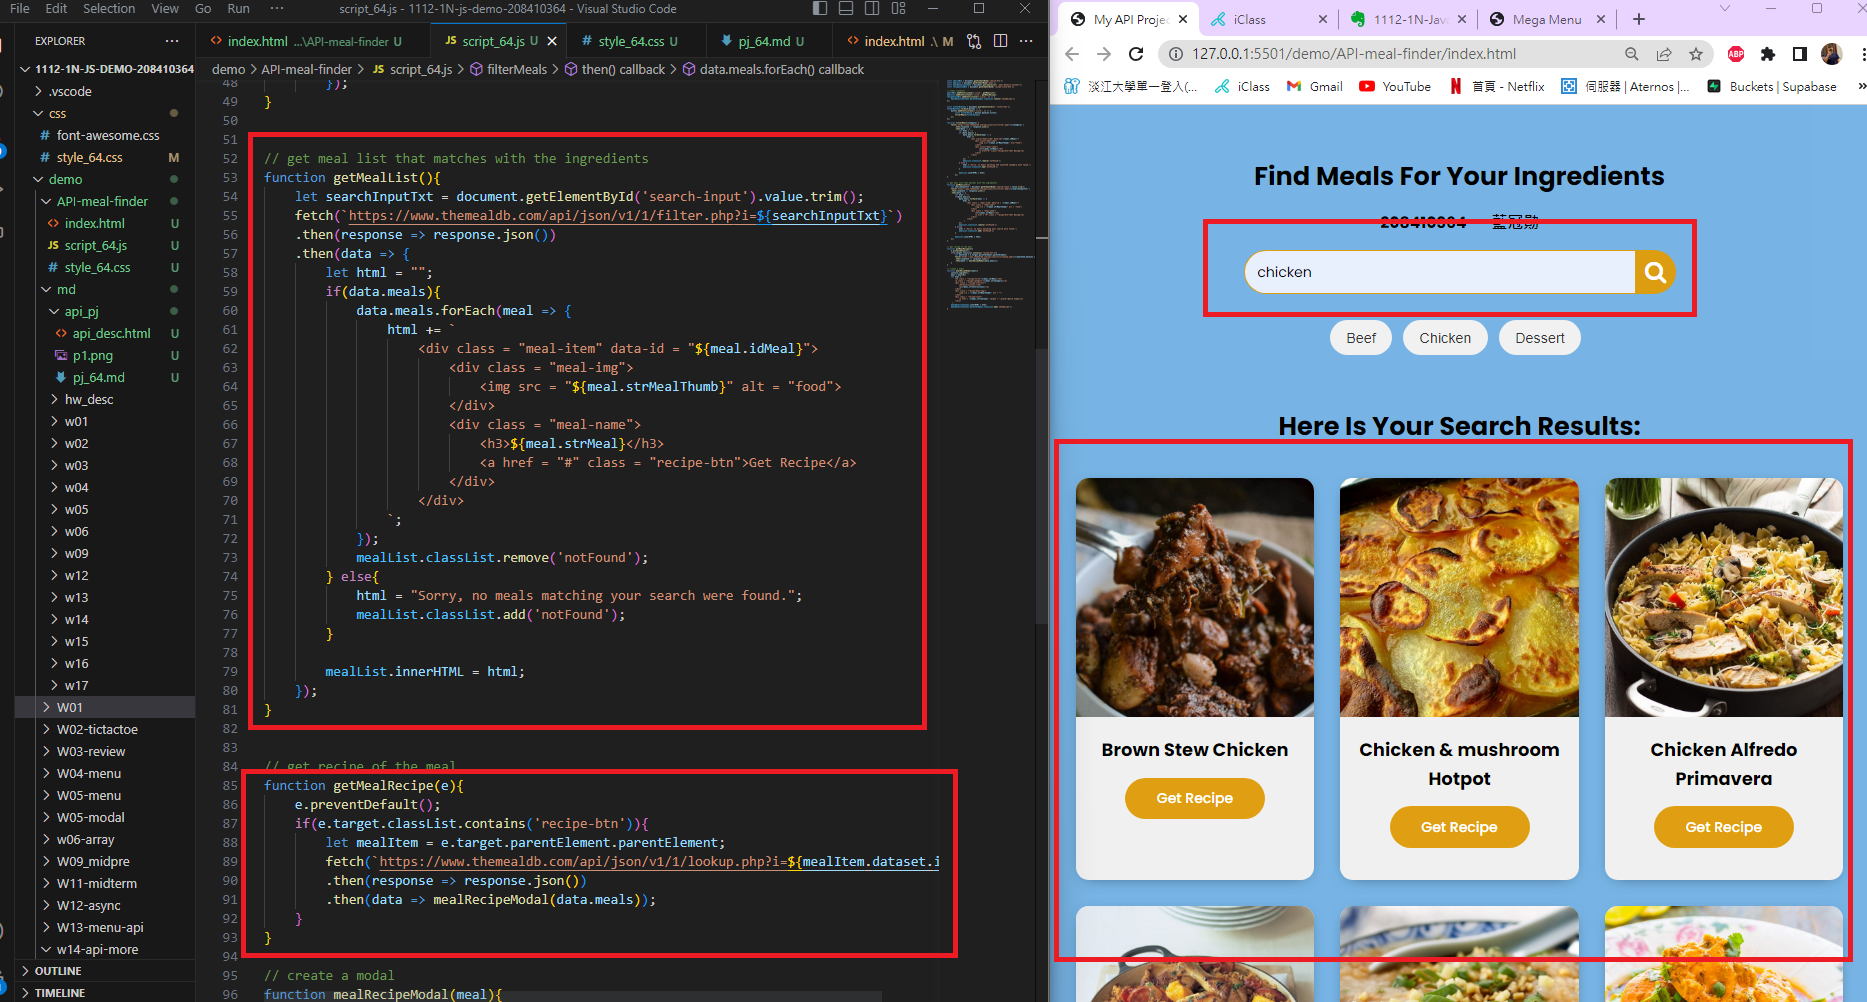 File Edit Selection View Go Run ··· script_64.js - 1112-1N-js-demo-208410364 - Visual Studio Code
EXPLORER ···
1112-1N-JS-DEMO-208410364
.vscode
css
# font-awesome.css
# style_64.css M
demo
API-meal-finder
<> index.html U
JS script_64.js U
# style_64.css U
md
api_pj
<> api_desc.html U
p1.png U
pj_64.md U
hw_desc
w01
w02
w03
w04
w05
w06
w09
w12
w13
w14
w15
w16
w17
W01
W02-tictactoe
W03-review
W04-menu
W05-menu
W05-modal
w06-array
W09_midpre
W11-midterm
W12-async
W13-menu-api
w14-api-more
OUTLINE
TIMELINE
<> index.html ...\API-meal-finder U JS script_64.js U # style_64.css U pj_64.md U <> index.html .\ M ···
demo > API-meal-finder > JS script_64.js > filterMeals > then() callback > data.meals.forEach() callback
48 });
49 }
50
51
52 // get meal list that matches with the ingredients
53 function getMealList(){
54 let searchInputTxt = document.getElementById('search-input').value.trim();
55 fetch(`https://www.themealdb.com/api/json/v1/1/filter.php?i=${searchInputTxt}`)
56 .then(response => response.json())
57 .then(data => {
58 let html = "";
59 if(data.meals){
60 data.meals.forEach(meal => {
61 html += `
62 <div class = "meal-item" data-id = "${meal.idMeal}">
63 <div class = "meal-img">
64 <img src = "${meal.strMealThumb}" alt = "food">
65 </div>
66 <div class = "meal-name">
67 <h3>${meal.strMeal}</h3>
68 <a href = "#" class = "recipe-btn">Get Recipe</a>
69 </div>
70 </div>
71 `;
72 });
73 mealList.classList.remove('notFound');
74 } else{
75 html = "Sorry, no meals matching your search were found.";
76 mealList.classList.add('notFound');
77 }
78
79 mealList.innerHTML = html;
80 });
81 }
82
83
84 // get recipe of the meal
85 function getMealRecipe(e){
86 e.preventDefault();
87 if(e.target.classList.contains('recipe-btn')){
88 let mealItem = e.target.parentElement.parentElement;
89 fetch(`https://www.themealdb.com/api/json/v1/1/lookup.php?i=${mealItem.dataset.i
90 .then(response => response.json())
91 .then(data => mealRecipeModal(data.meals));
92 }
93 }
94
95 // create a modal
96 function mealRecipeModal(meal){
My API Projec iClass 1112-1N-Jav Mega Menu
127.0.0.1:5501/demo/API-meal-finder/index.html
ABP
淡江大學單一登入(... iClass Gmail YouTube 首頁 - Netflix 伺服器 | Aternos |... Buckets | Supabase »
Find Meals For Your Ingredients
208410364 藍冠勛
chicken
Beef Chicken Dessert
Here Is Your Search Results:
Brown Stew Chicken
Get Recipe
Chicken & mushroom
Hotpot
Get Recipe
Chicken Alfredo
Primavera
Get Recipe